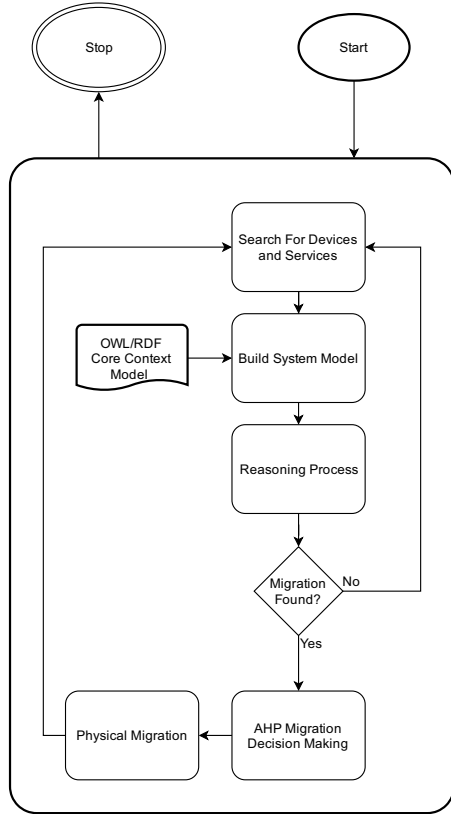 Stop
Start
Search For Devices
and Services
OWL/RDF
Core Context
Model
Build System Model
Reasoning Process
Migration
Found?
No
Yes
Physical Migration
AHP Migration
Decision Making